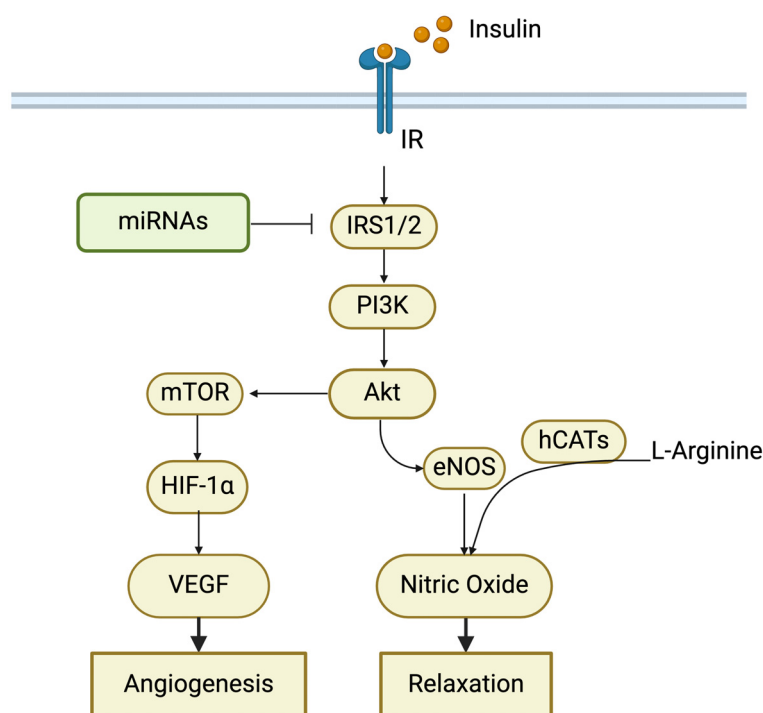 Insulin
IR
miRNAs
IRS1/2
PI3K
mTOR
Akt
hCATs
L-Arginine
eNOS
HIF-1α
VEGF
Nitric Oxide
Angiogenesis
Relaxation